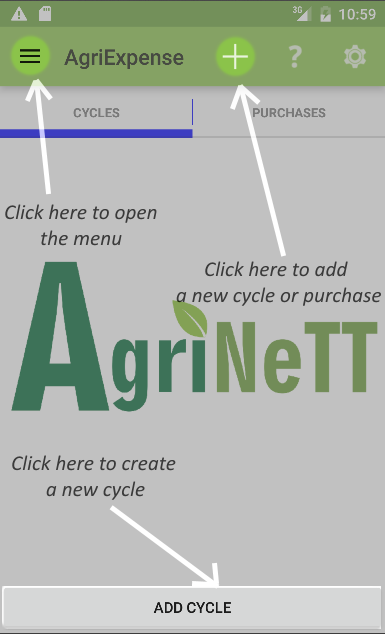 3G
10:59
AgriExpense
+
?
CYCLES
PURCHASES
Click here to open
the menu
Click here to add
a new cycle or purchase
AgriNeTT
Click here to create
a new cycle
ADD CYCLE